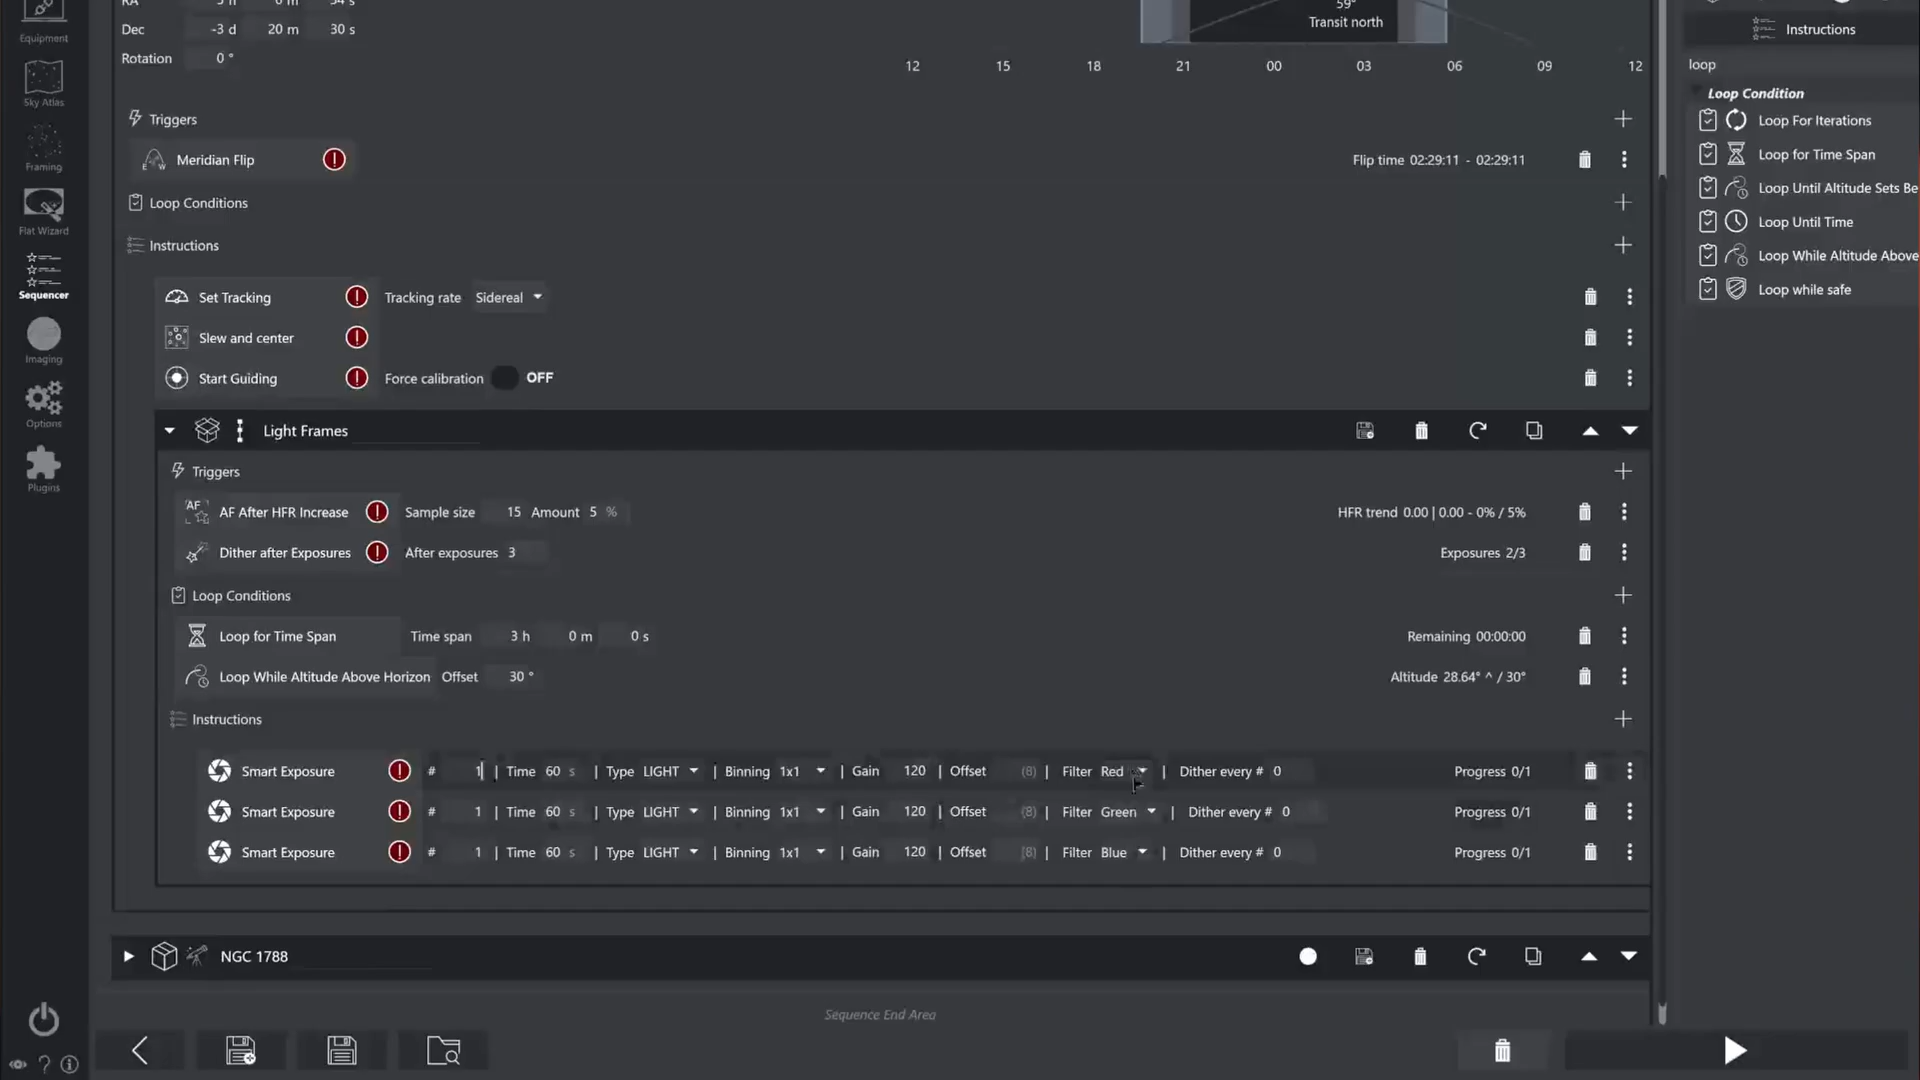 Equipment
Sky Atlas
Framing
Flat Wizard
Sequencer
Imaging
Options
Plugins
Dec -3 d 20 m 30 s
Rotation 0 °
59°
Transit north
12 15 18 21 00 03 06 09 12
Triggers
Meridian Flip Flip time 02:29:11 - 02:29:11
Loop Conditions
Instructions
Set Tracking Tracking rate Sidereal
Slew and center
Start Guiding Force calibration OFF
Light Frames
Triggers
AF After HFR Increase Sample size 15 Amount 5 % HFR trend 0.00 | 0.00 - 0% / 5%
Dither after Exposures After exposures 3 Exposures 2/3
Loop Conditions
Loop for Time Span Time span 3 h 0 m 0 s Remaining 00:00:00
Loop While Altitude Above Horizon Offset 30 ° Altitude 28.64° ^ / 30°
Instructions
Smart Exposure # 1 | Time 60 s | Type LIGHT | Binning 1x1 | Gain 120 | Offset (8) | Filter Red | Dither every # 0 Progress 0/1
Smart Exposure # 1 | Time 60 s | Type LIGHT | Binning 1x1 | Gain 120 | Offset (8) | Filter Green | Dither every # 0 Progress 0/1
Smart Exposure # 1 | Time 60 s | Type LIGHT | Binning 1x1 | Gain 120 | Offset (8) | Filter Blue | Dither every # 0 Progress 0/1
NGC 1788
Sequence End Area
Instructions
loop
Loop Condition
Loop For Iterations
Loop for Time Span
Loop Until Altitude Sets Be
Loop Until Time
Loop While Altitude Above
Loop while safe